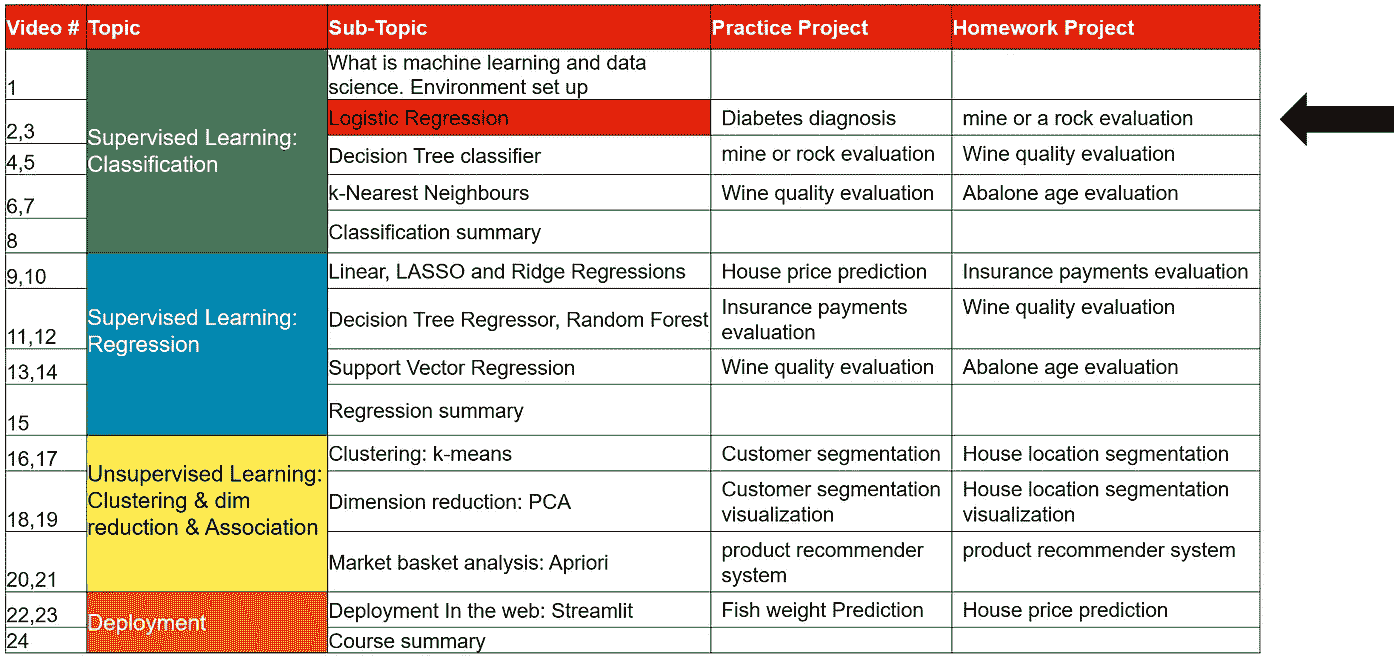 Video # Topic Sub-Topic Practice Project Homework Project
1
Supervised Learning:
Classification
What is machine learning and data
science. Environment set up
2,3 Logistic Regression Diabetes diagnosis mine or a rock evaluation
4,5 Decision Tree classifier mine or rock evaluation Wine quality evaluation
6,7 k-Nearest Neighbours Wine quality evaluation Abalone age evaluation
8 Classification summary
9,10 Linear, LASSO and Ridge Regressions House price prediction Insurance payments evaluation
Supervised Learning:
Regression
11,12 Decision Tree Regressor, Random Forest
Insurance payments
evaluation
Wine quality evaluation
13,14 Support Vector Regression Wine quality evaluation Abalone age evaluation
15 Regression summary
16,17 Clustering: k-means Customer segmentation House location segmentation
Unsupervised Learning:
Clustering & dim
reduction & Association
18,19 Dimension reduction: PCA
Customer segmentation
visualization
House location segmentation
visualization
20,21 Market basket analysis: Apriori
product recommender
system
product recommender system
22,23 Deployment In the web: Streamlit Fish weight Prediction House price prediction
Deployment
24 Course summary